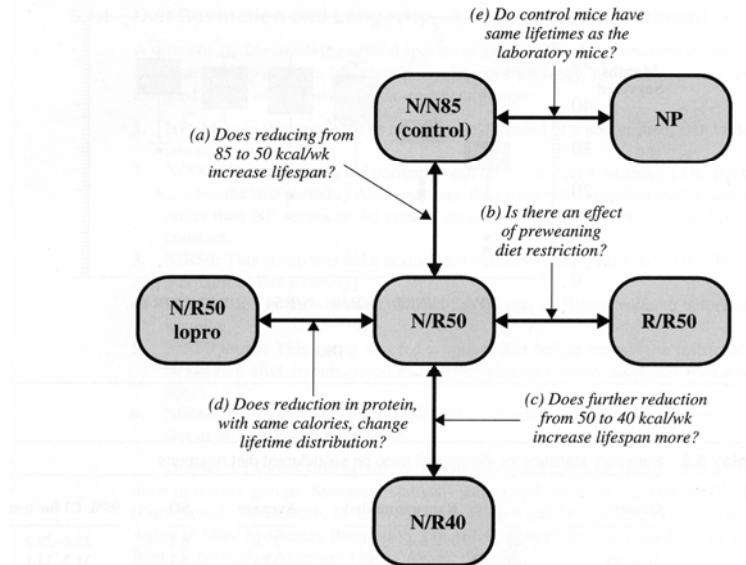 (e) Do control mice have
same lifetimes as the
laboratory mice?
N/N85
(control)
NP
(a) Does reducing from
85 to 50 kcal/wk
increase lifespan?
(b) Is there an effect
of preweaning
diet restriction?
N/R50
lopro
N/R50
R/R50
(d) Does reduction in protein,
with same calories, change
lifetime distribution?
(c) Does further reduction
from 50 to 40 kcal/wk
increase lifespan more?
N/R40